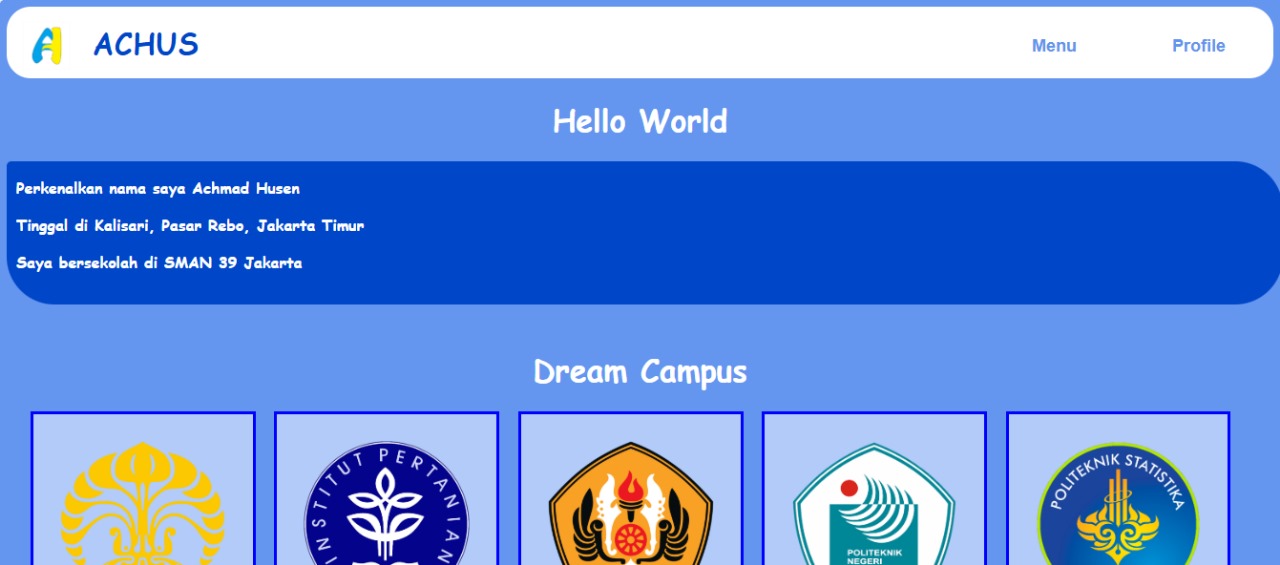 ACHUS
Menu
Profile
Hello World
Perkenalkan nama saya Achmad Husen
Tinggal di Kalisari, Pasar Rebo, Jakarta Timur
Saya bersekolah di SMAN 39 Jakarta
Dream Campus
INSTITUT PERTANIAN
POLITEKNIK
NEGERI
POLITEKNIK STATISTIKA